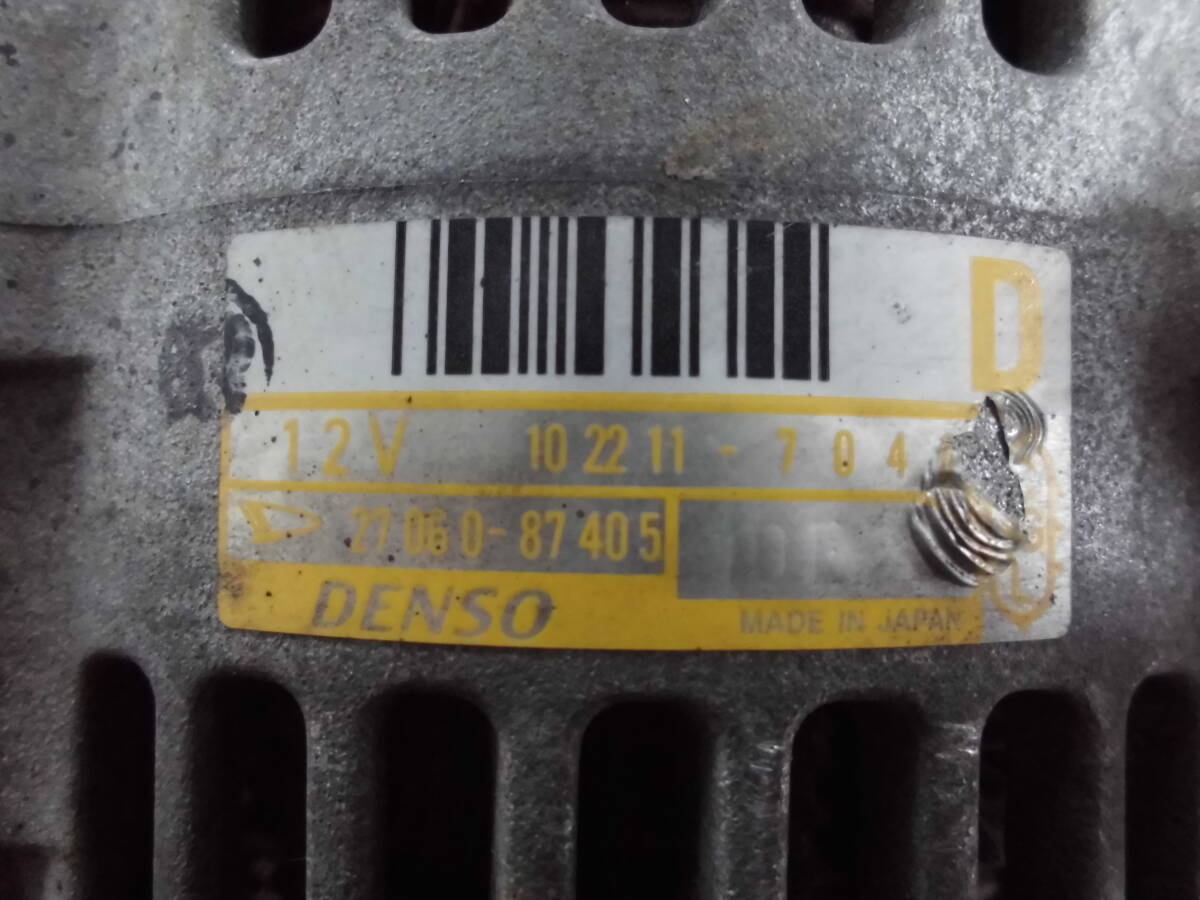 D
12V 102211-704
27060-87405
DENSO
MADE IN JAPAN